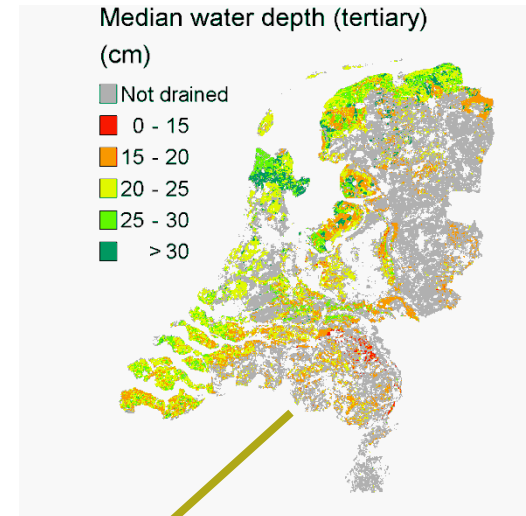 Median water depth (tertiary)
(cm)
Not drained
0 - 15
15 - 20
20 - 25
25 - 30
> 30